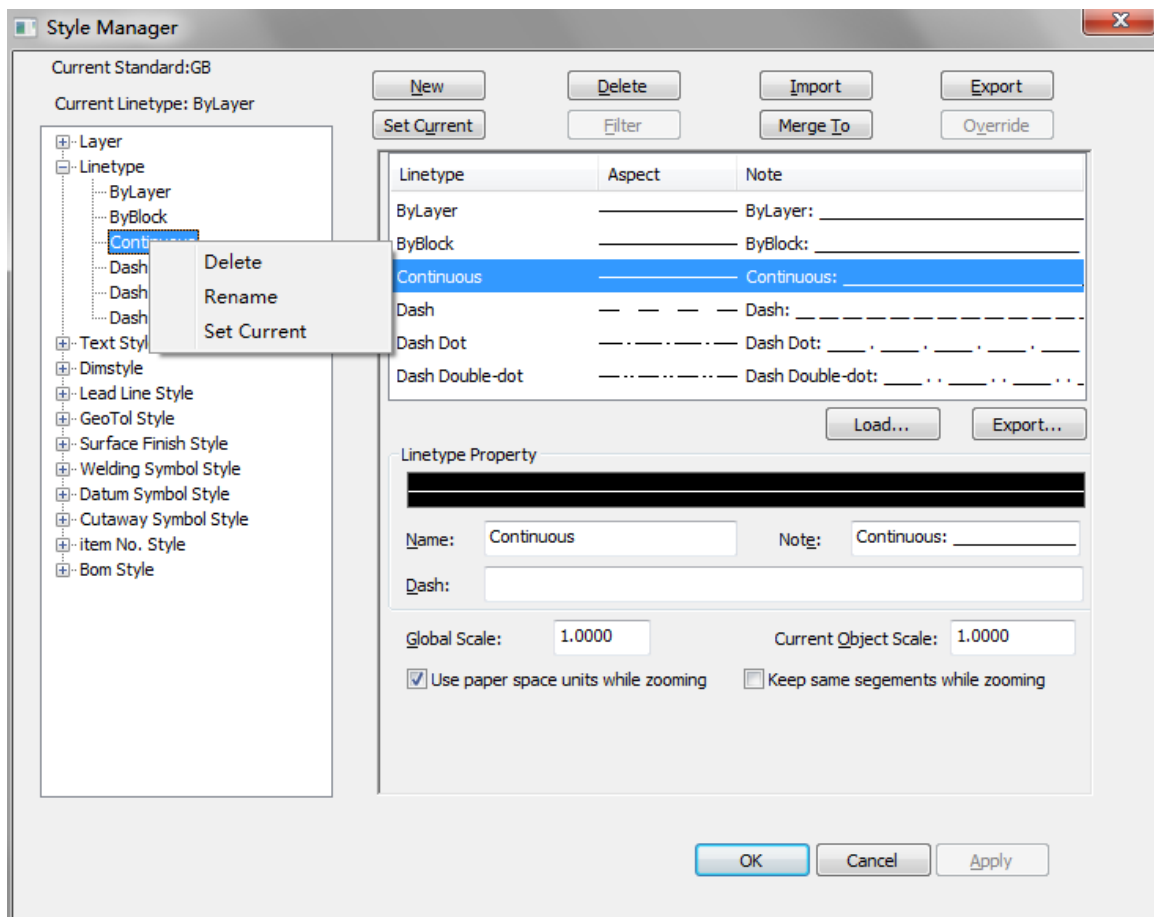 Style Manager
Current Standard:GB
Current Linetype: ByLayer
New Delete Import Export
Set Current Filter Merge To Override
Layer
Linetype
ByLayer
ByBlock
Continuous
Dash
Dash
Dash
Text Styl
Dimstyle
Lead Line Style
GeoTol Style
Surface Finish Style
Welding Symbol Style
Datum Symbol Style
Cutaway Symbol Style
item No. Style
Bom Style
Delete
Rename
Set Current
Linetype Aspect Note
ByLayer ByLayer:
ByBlock ByBlock:
Continuous Continuous:
Dash Dash:
Dash Dot Dash Dot:
Dash Double-dot Dash Double-dot:
Load... Export...
Linetype Property
Name: Continuous Note: Continuous:
Dash:
Global Scale: 1.0000 Current Object Scale: 1.0000
Use paper space units while zooming Keep same segements while zooming
OK Cancel Apply